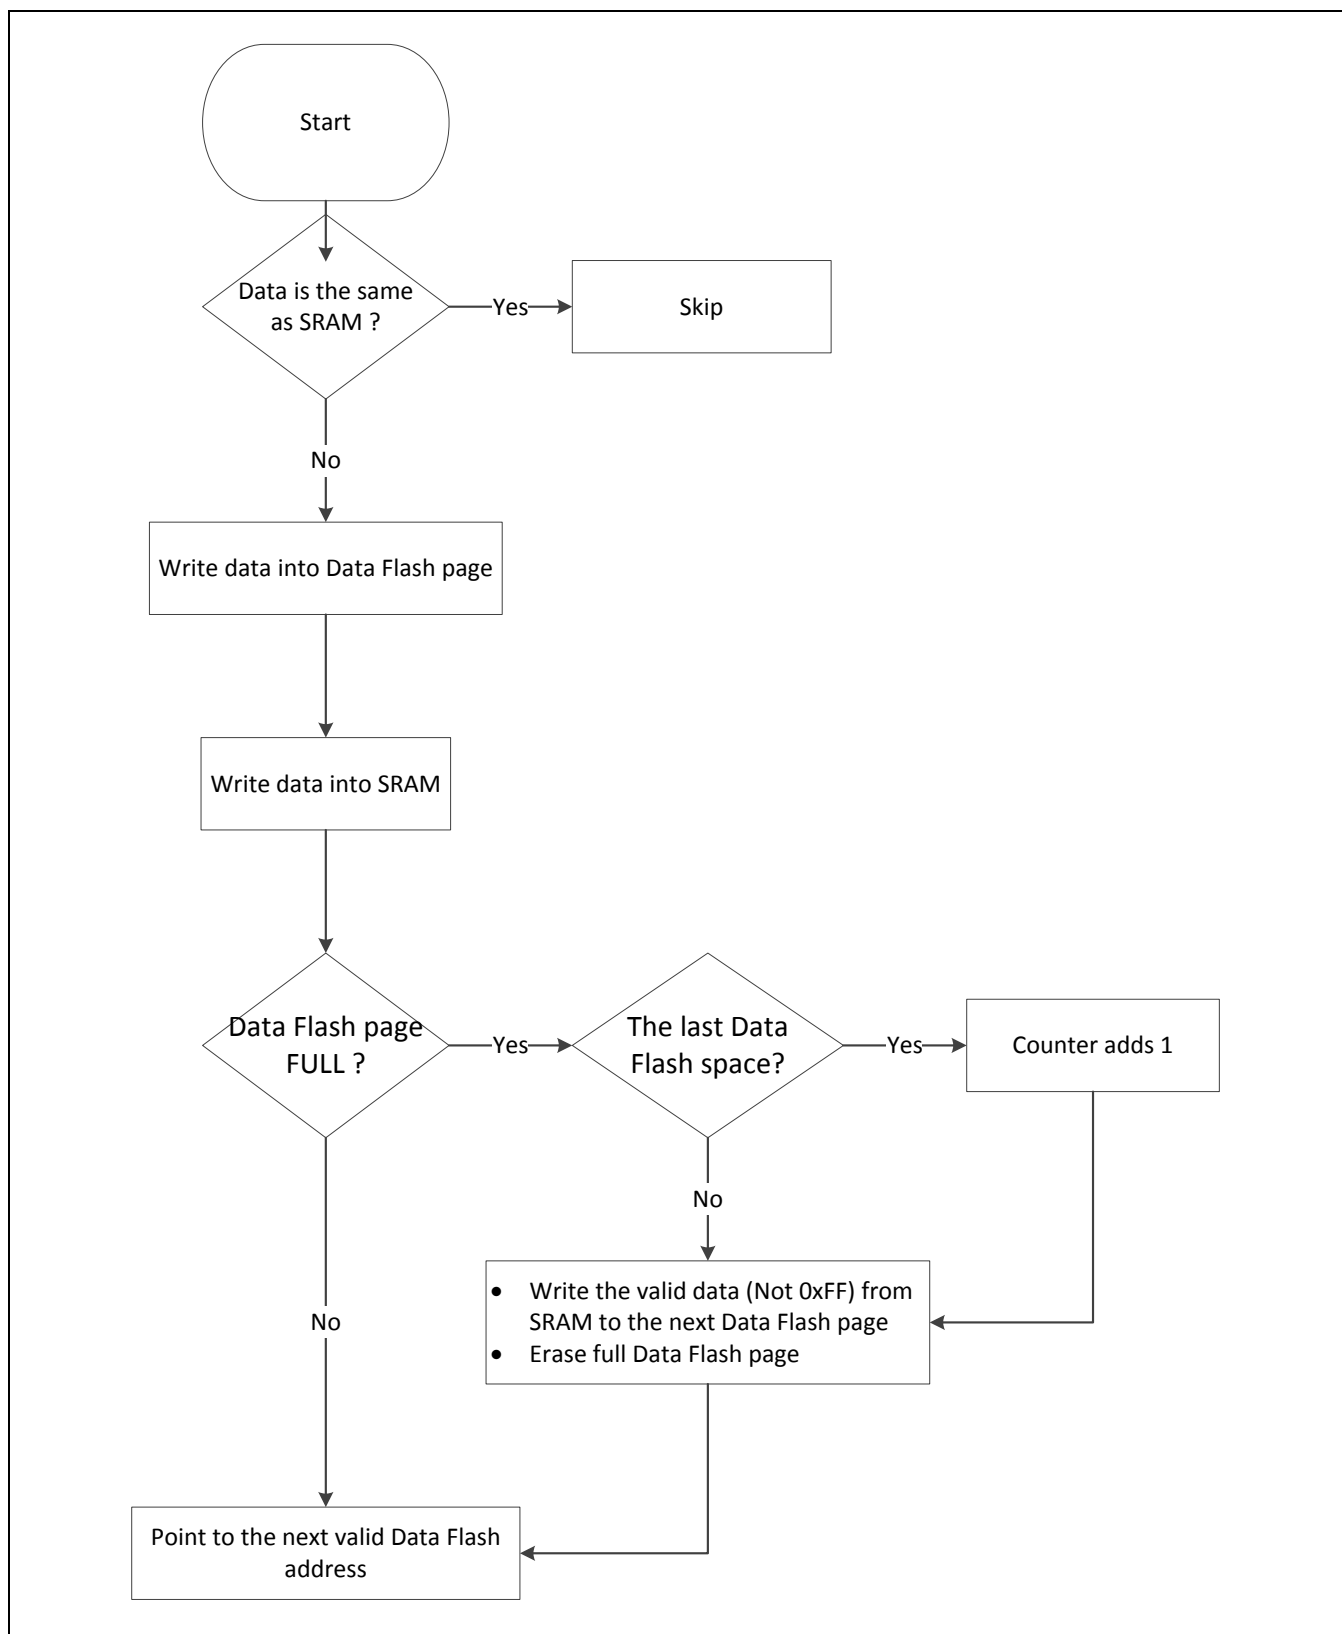 Start
Data is the same
as SRAM ?
Yes
Skip
No
Write data into Data Flash page
Write data into SRAM
Data Flash page
FULL ?
Yes
The last Data
Flash space?
Yes
Counter adds 1
No
• Write the valid data (Not 0xFF) from
SRAM to the next Data Flash page
• Erase full Data Flash page
No
Point to the next valid Data Flash
address